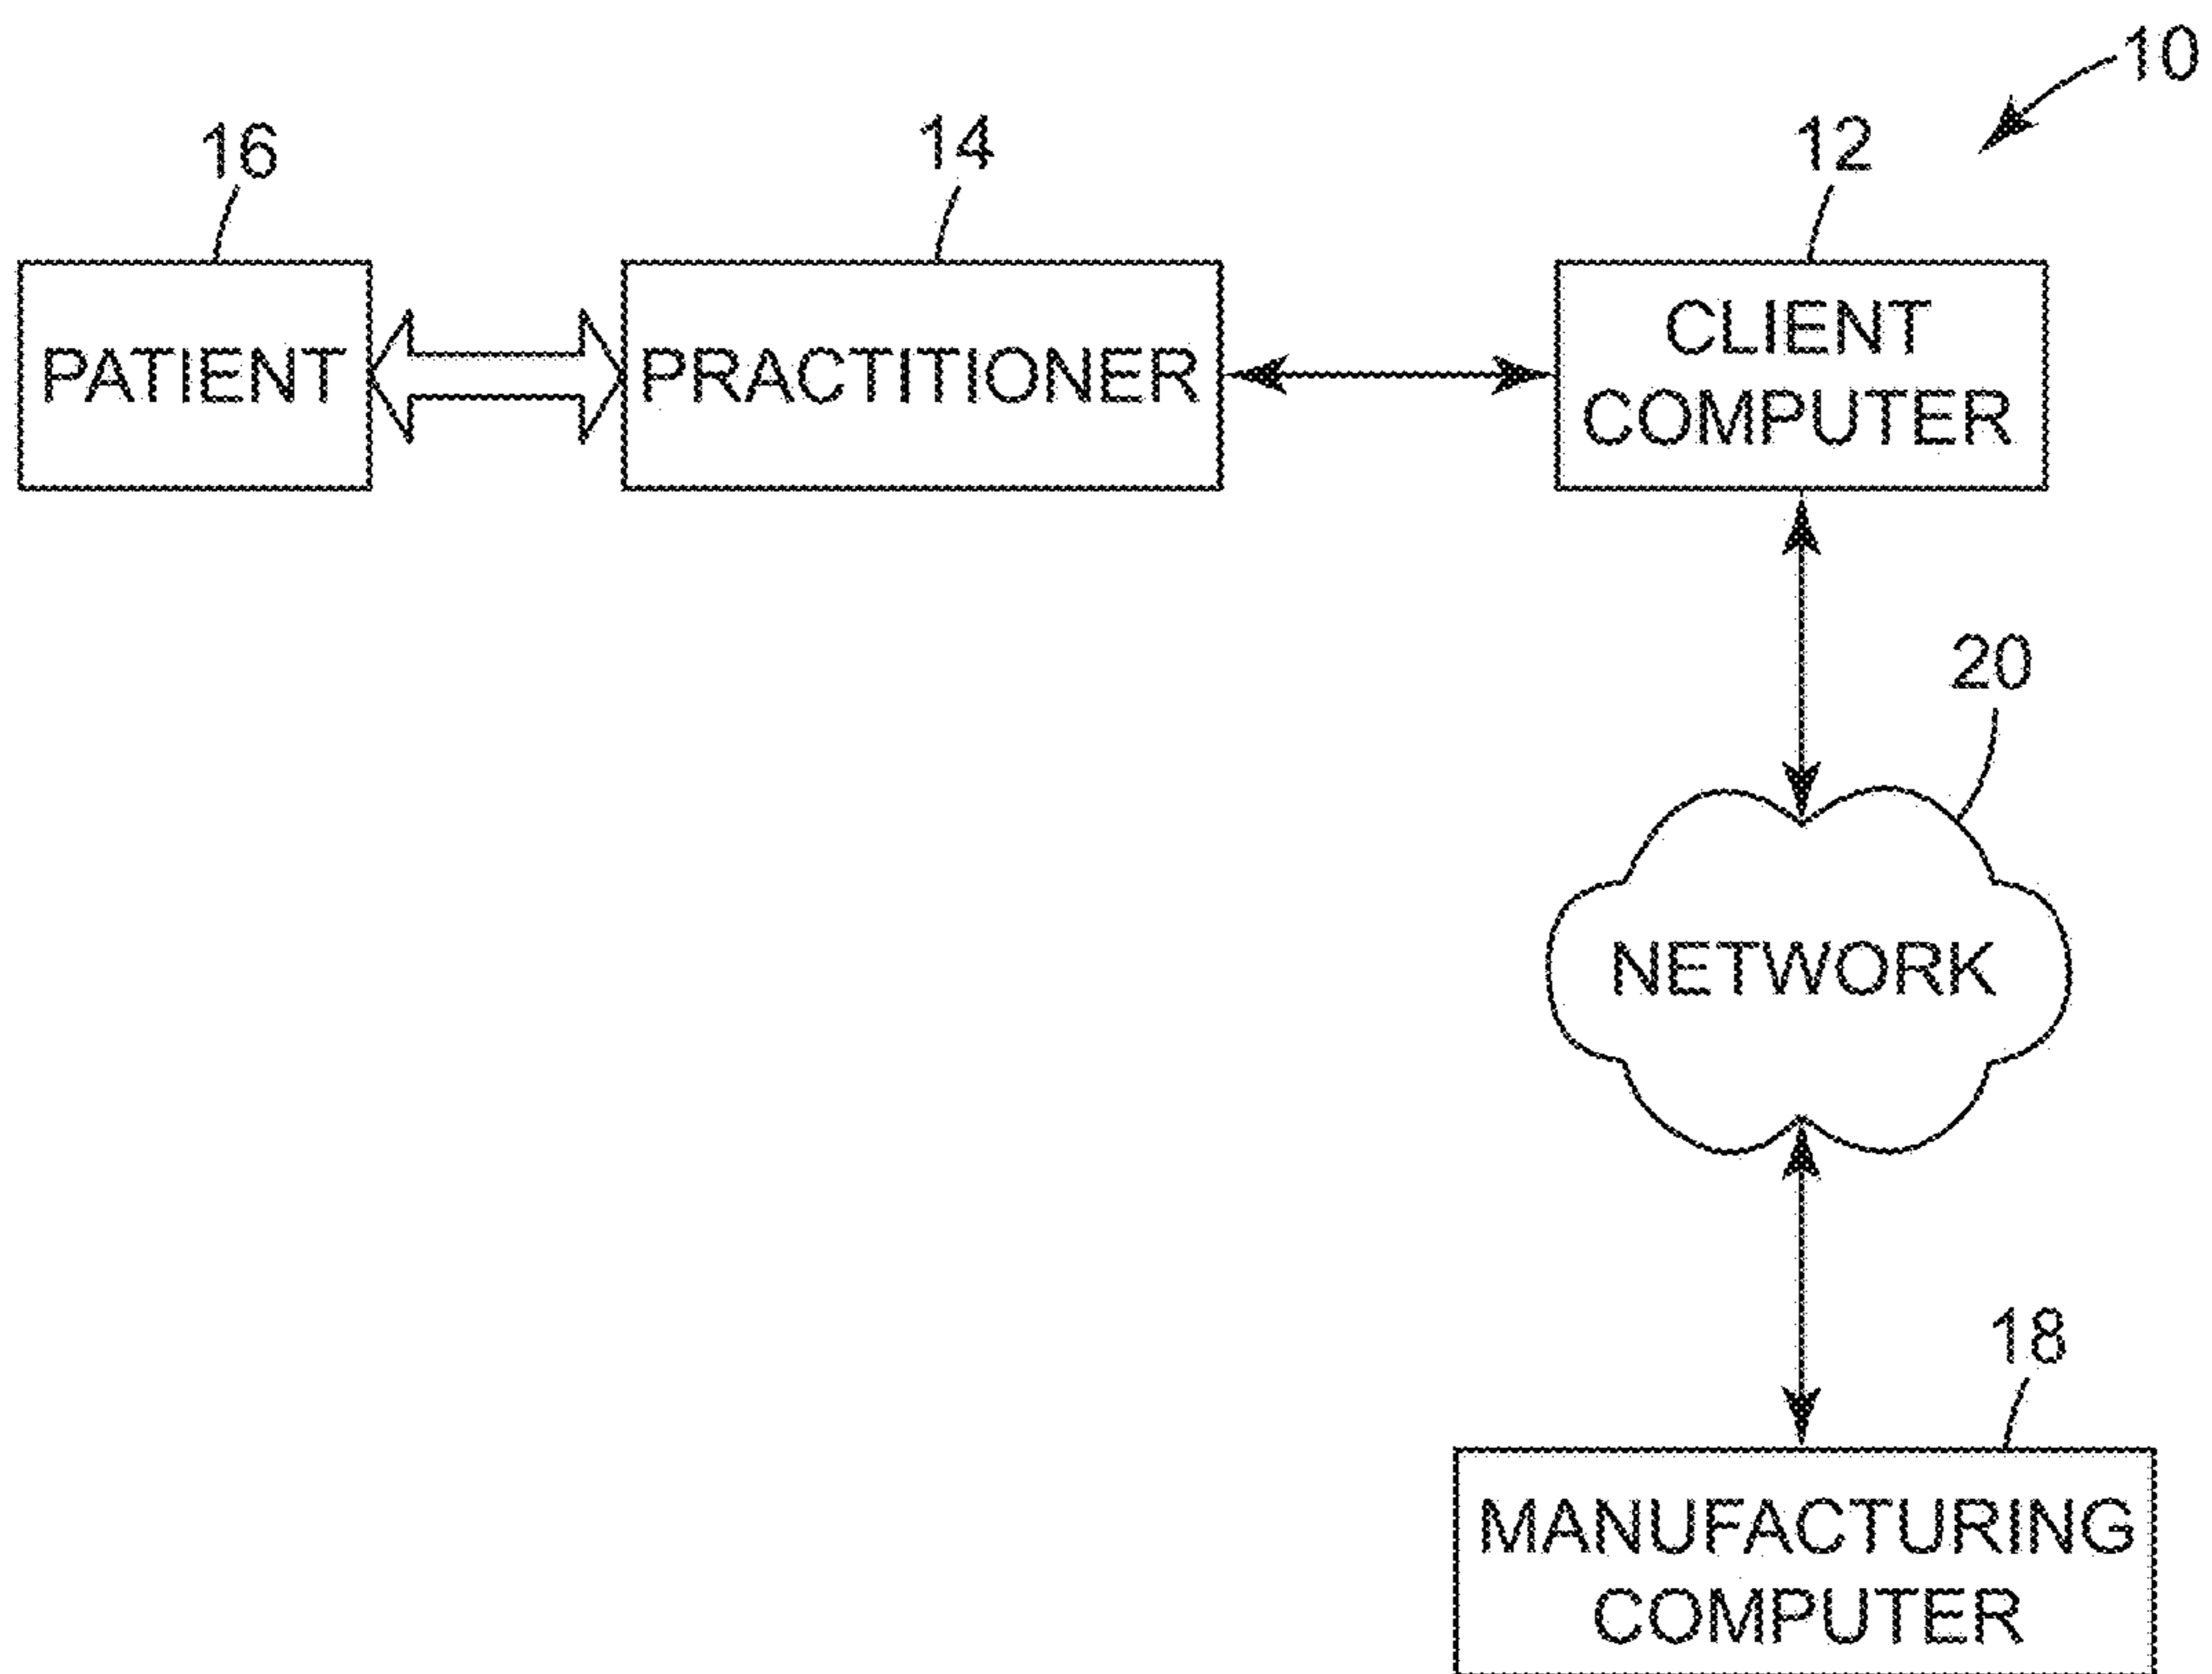 10
16
14
12
PATIENT
PRACTITIONER
CLIENT
COMPUTER
20
NETWORK
18
MANUFACTURING
COMPUTER